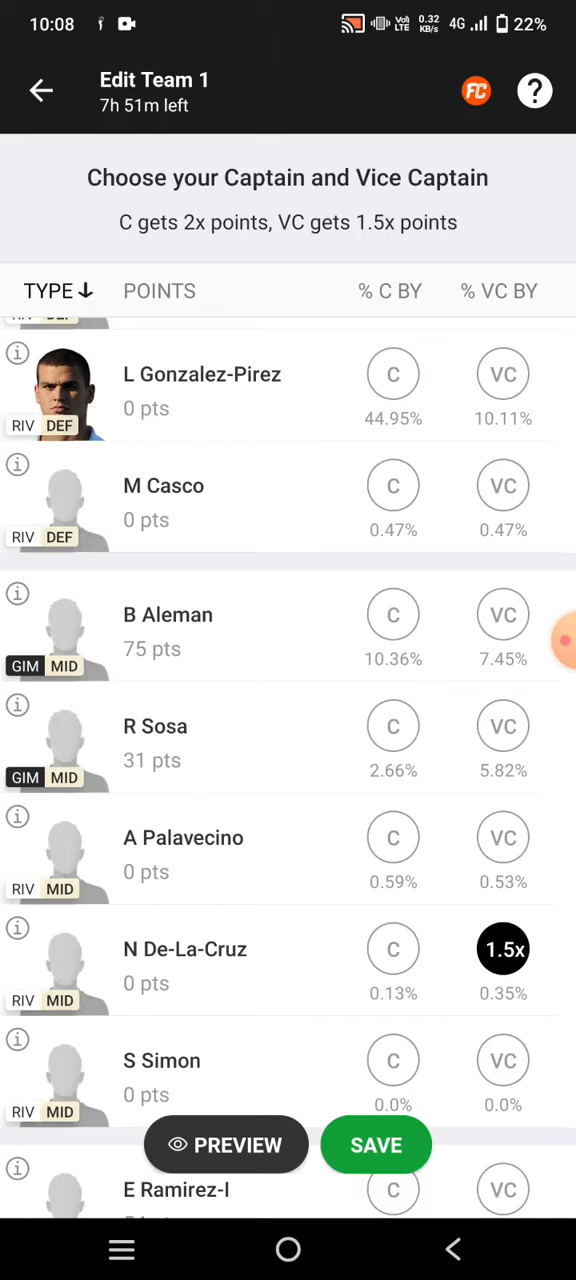 10:08
Vo) LTE 0.32 KB/s 4G 22%
Edit Team 1
7h 51m left
FC ?
Choose your Captain and Vice Captain
C gets 2x points, VC gets 1.5x points
TYPE POINTS % C BY % VC BY
RIV DEF
L Gonzalez-Pirez C VC
0 pts 44.95% 10.11%
RIV DEF
M Casco C VC
0 pts 0.47% 0.47%
RIV DEF
B Aleman C VC
75 pts 10.36% 7.45%
GIM MID
R Sosa C VC
31 pts 2.66% 5.82%
GIM MID
A Palavecino C VC
0 pts 0.59% 0.53%
RIV MID
N De-La-Cruz C 1.5x
0 pts 0.13% 0.35%
RIV MID
S Simon C VC
0 pts 0.0% 0.0%
RIV MID
PREVIEW SAVE
E Ramirez-I C VC